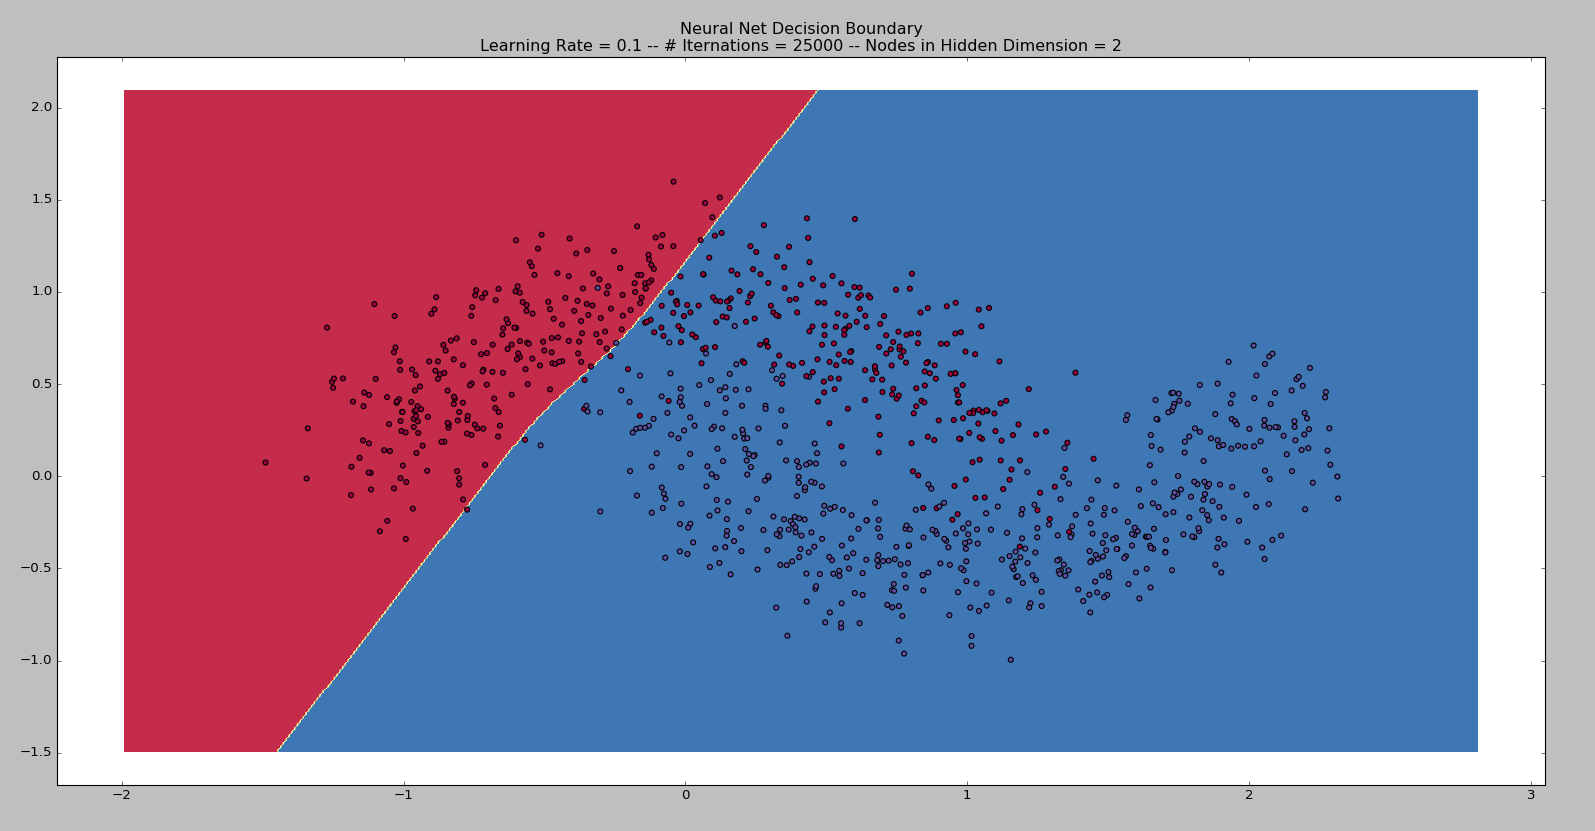 Neural Net Decision Boundary
Learning Rate = 0.1 -- # Iternations = 25000 -- Nodes in Hidden Dimension = 2
2.0
1.5
1.0
0.5
0.0
−0.5
−1.0
−1.5
−2 −1 0 1 2 3